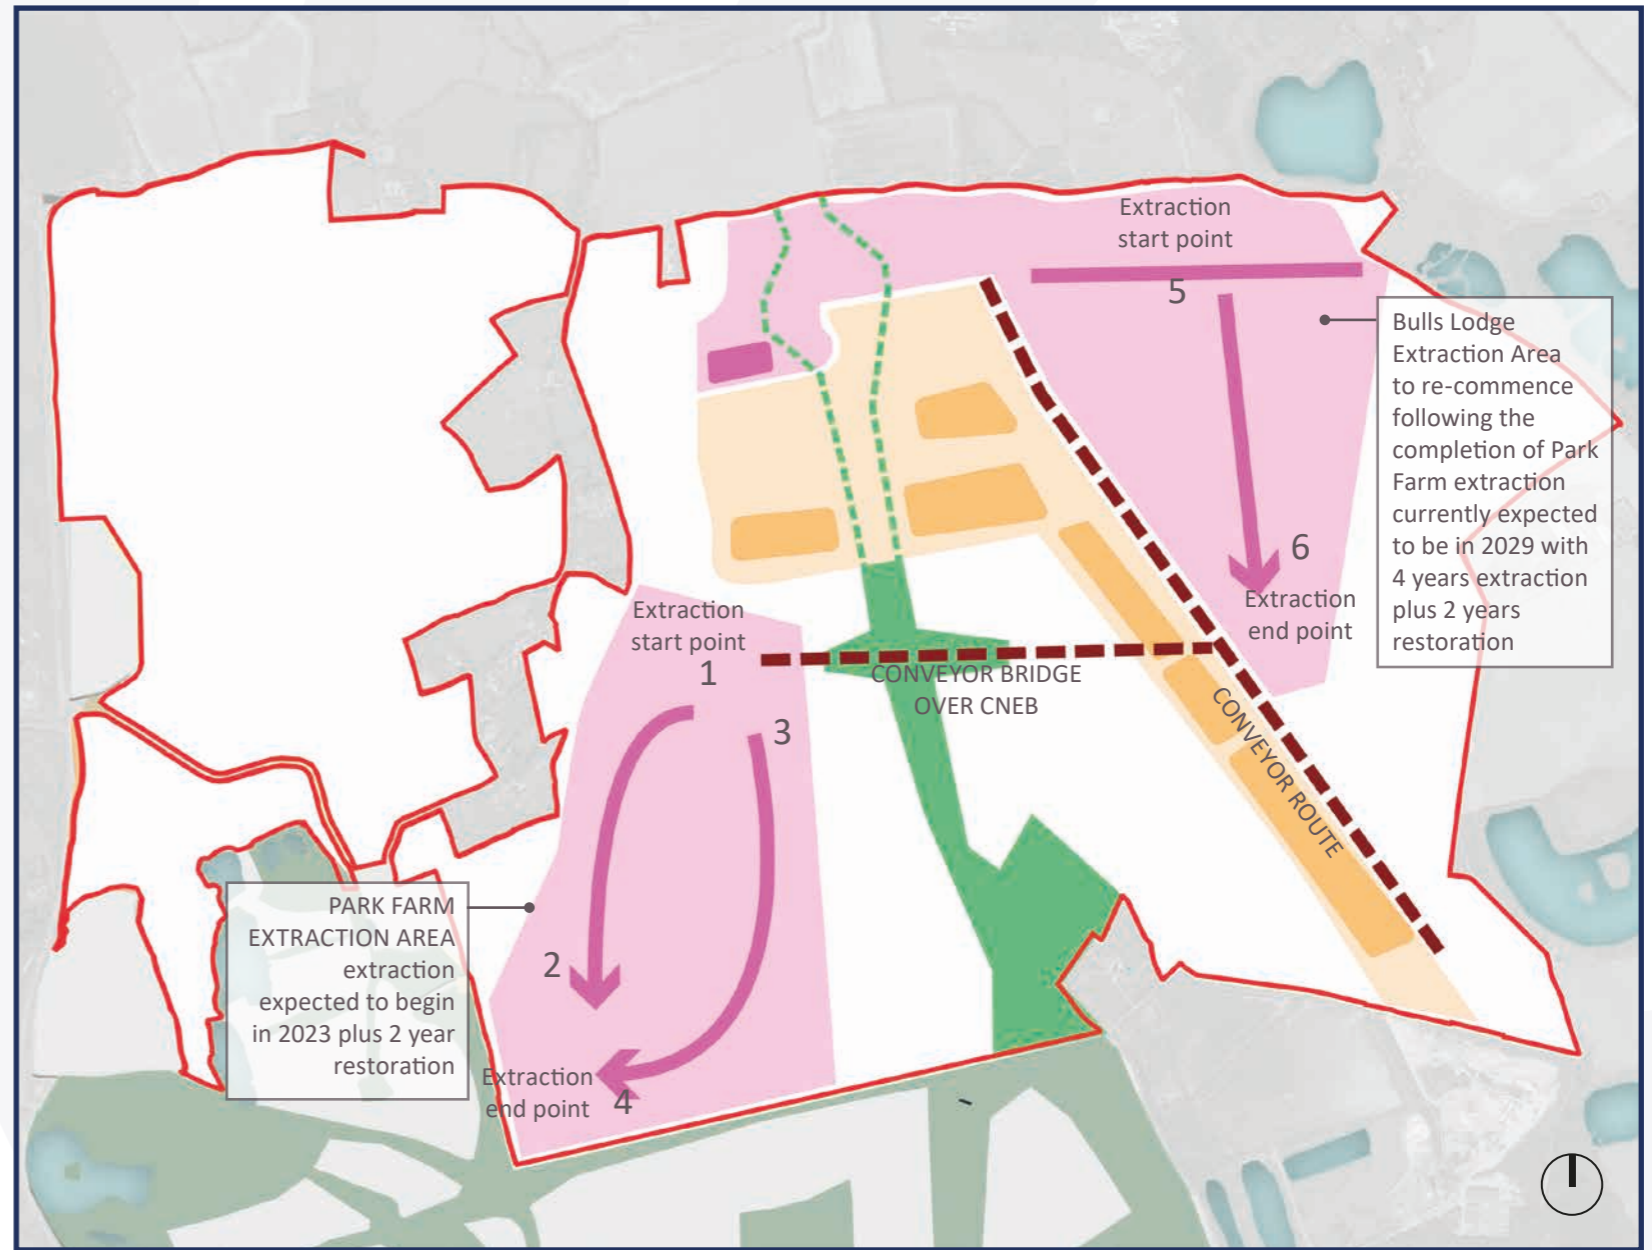 Extraction
start point
5
Bulls Lodge
Extraction Area
to re-commence
following the
completion of Park
Farm extraction
currently expected
to be in 2029 with
4 years extraction
plus 2 years
restoration
6
Extraction
end point
Extraction
start point
1
CONVEYOR BRIDGE
OVER CNEB
CONVEYOR ROUTE
3
2
PARK FARM
EXTRACTION AREA
extraction
expected to begin
in 2023 plus 2 year
restoration
Extraction
end point
4